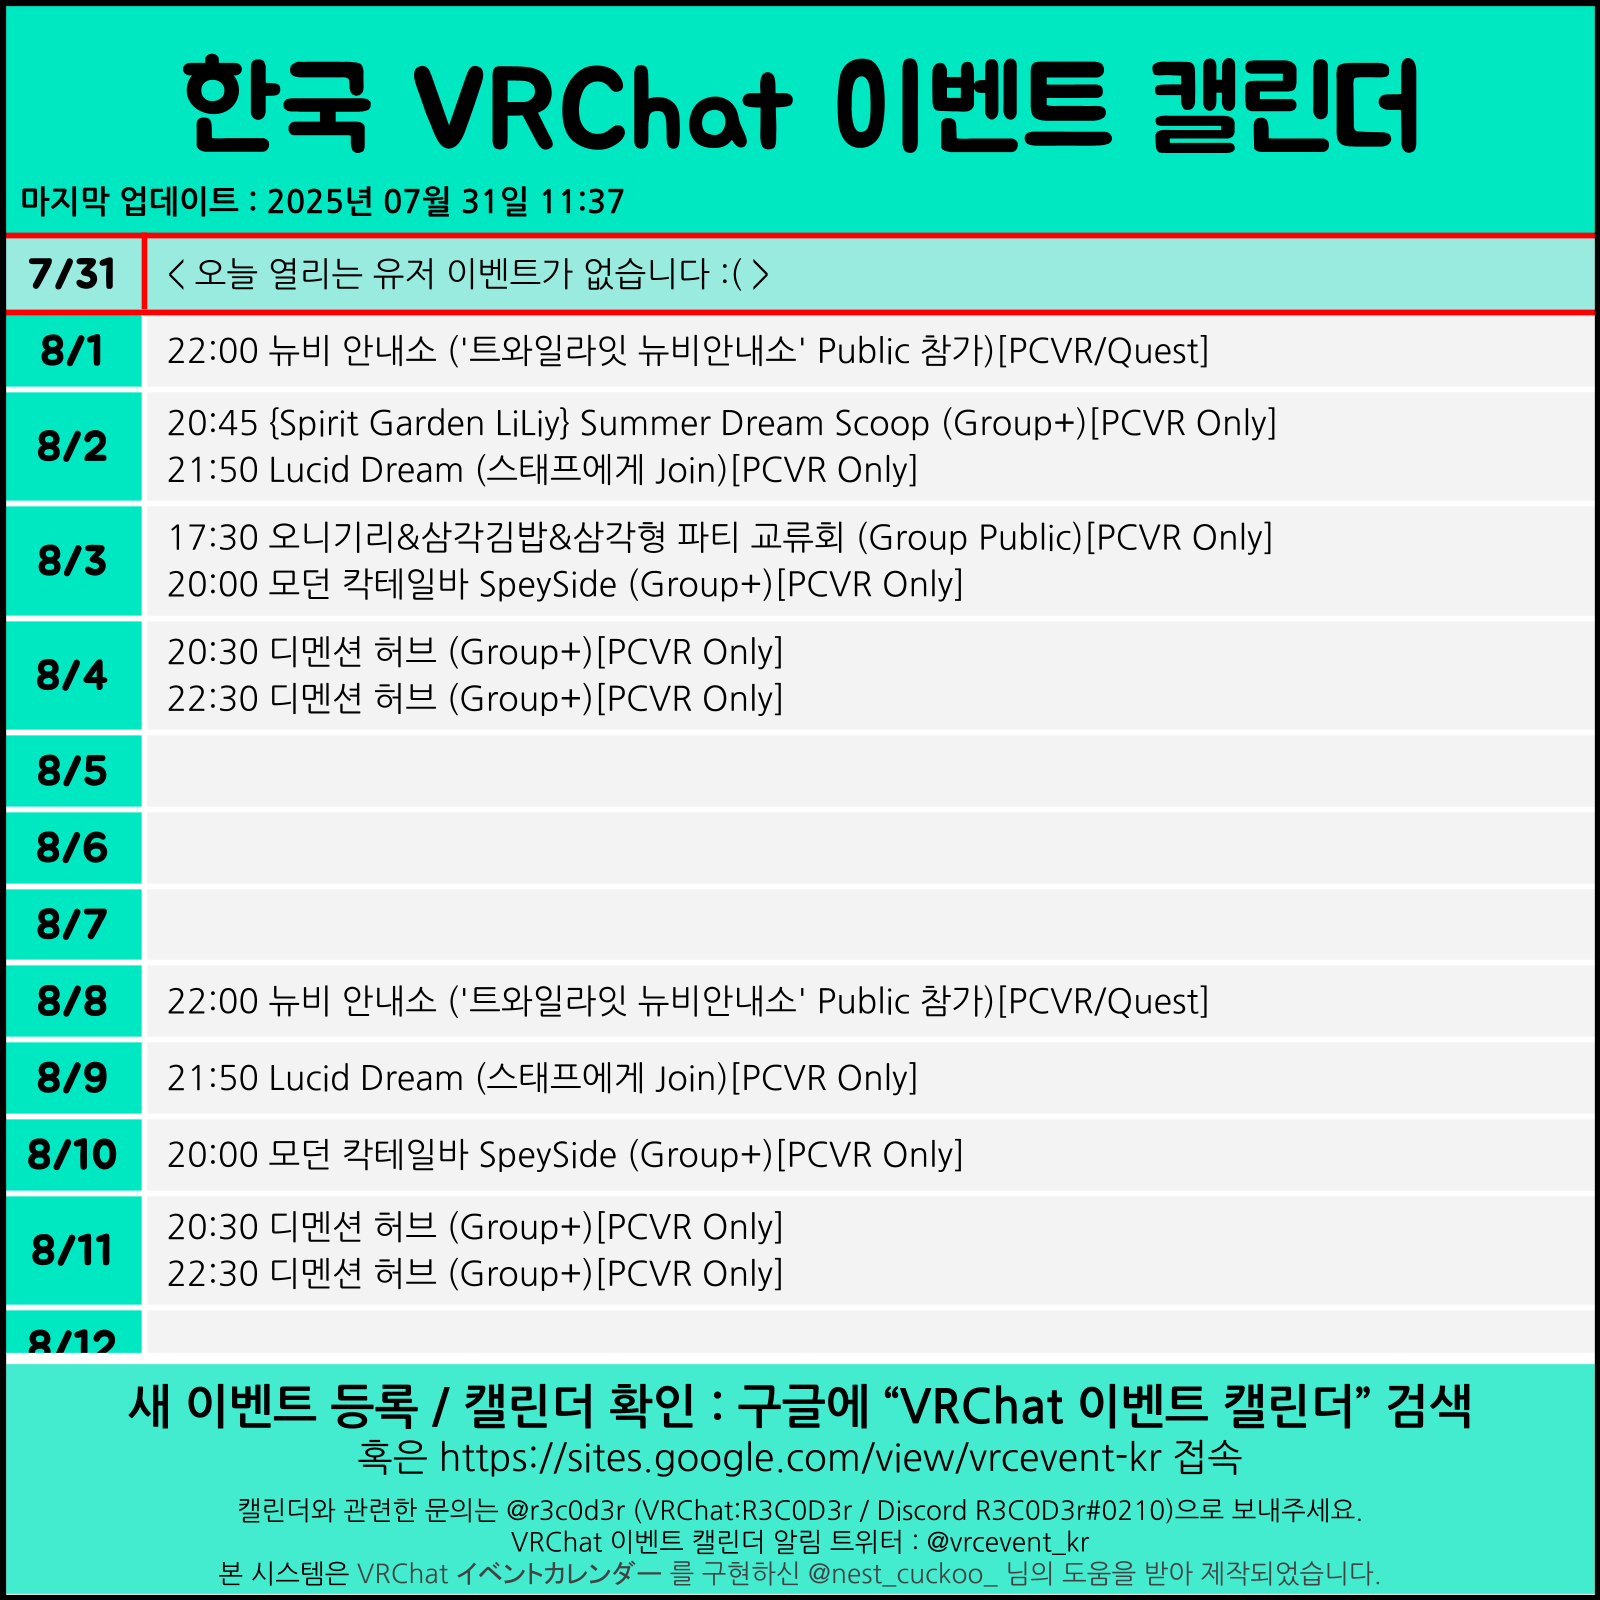 한국 VRChat 이벤트 캘린더
마지막 업데이트 : 2025년 07월 31일 11:37
7/31
< 오늘 열리는 유저 이벤트가 없습니다 :( >
8/1
22:00 뉴비 안내소 ('트와일라잇 뉴비안내소' Public 참가)[PCVR/Quest]
8/2
20:45 {Spirit Garden LiLiy} Summer Dream Scoop (Group+)[PCVR Only]
21:50 Lucid Dream (스태프에게 Join)[PCVR Only]
8/3
17:30 오니기리&삼각김밥&삼각형 파티 교류회 (Group Public)[PCVR Only]
20:00 모던 칵테일바 SpeySide (Group+)[PCVR Only]
8/4
20:30 디멘션 허브 (Group+)[PCVR Only]
22:30 디멘션 허브 (Group+)[PCVR Only]
8/5
8/6
8/7
8/8
22:00 뉴비 안내소 ('트와일라잇 뉴비안내소' Public 참가)[PCVR/Quest]
8/9
21:50 Lucid Dream (스태프에게 Join)[PCVR Only]
8/10
20:00 모던 칵테일바 SpeySide (Group+)[PCVR Only]
8/11
20:30 디멘션 허브 (Group+)[PCVR Only]
22:30 디멘션 허브 (Group+)[PCVR Only]
8/12
새 이벤트 등록 / 캘린더 확인 : 구글에 “VRChat 이벤트 캘린더” 검색
혹은 https://sites.google.com/view/vrcevent-kr 접속
캘린더와 관련한 문의는 @r3c0d3r (VRChat:R3C0D3r / Discord R3C0D3r#0210)으로 보내주세요.
VRChat 이벤트 캘린더 알림 트위터 : @vrcevent_kr
본 시스템은 VRChat イベントカレンダー 를 구현하신 @nest_cuckoo_ 님의 도움을 받아 제작되었습니다.